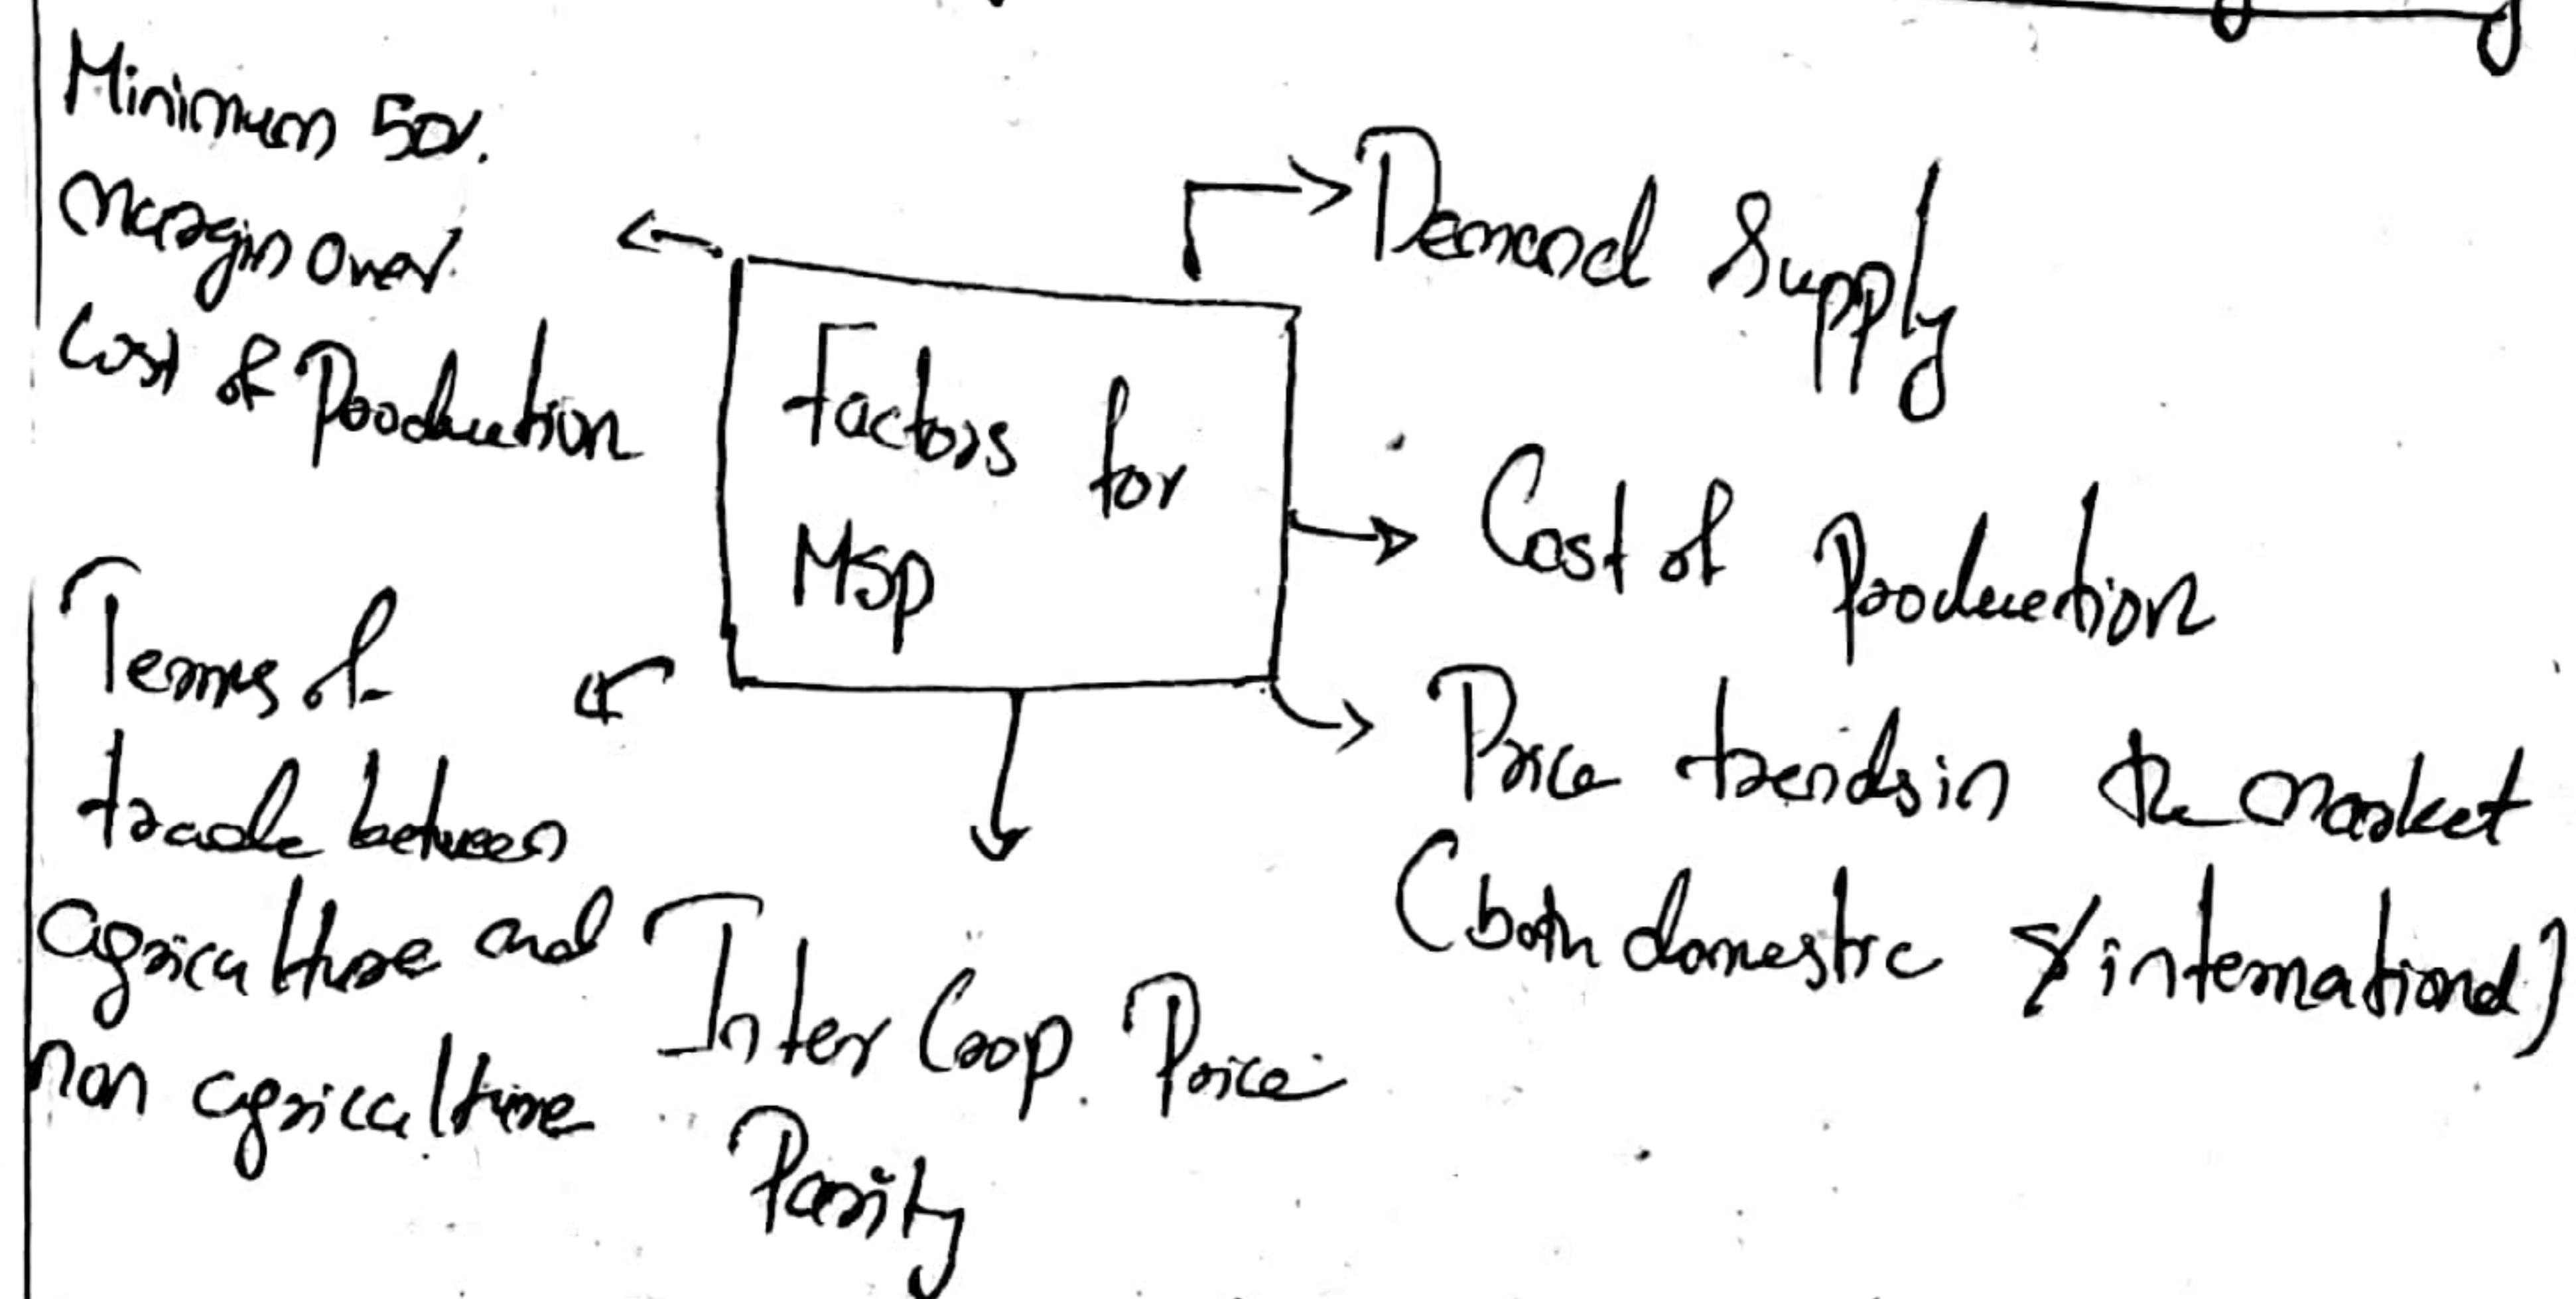 Minimum 50%.
Margin Over
Cost of Production
Demand Supply
Factors for
MSP
Cost of Production
Price trends in the market
(both domestic & international)
Terms of
trade between
agriculture and
non agriculture
Inter Crop Price
Parity